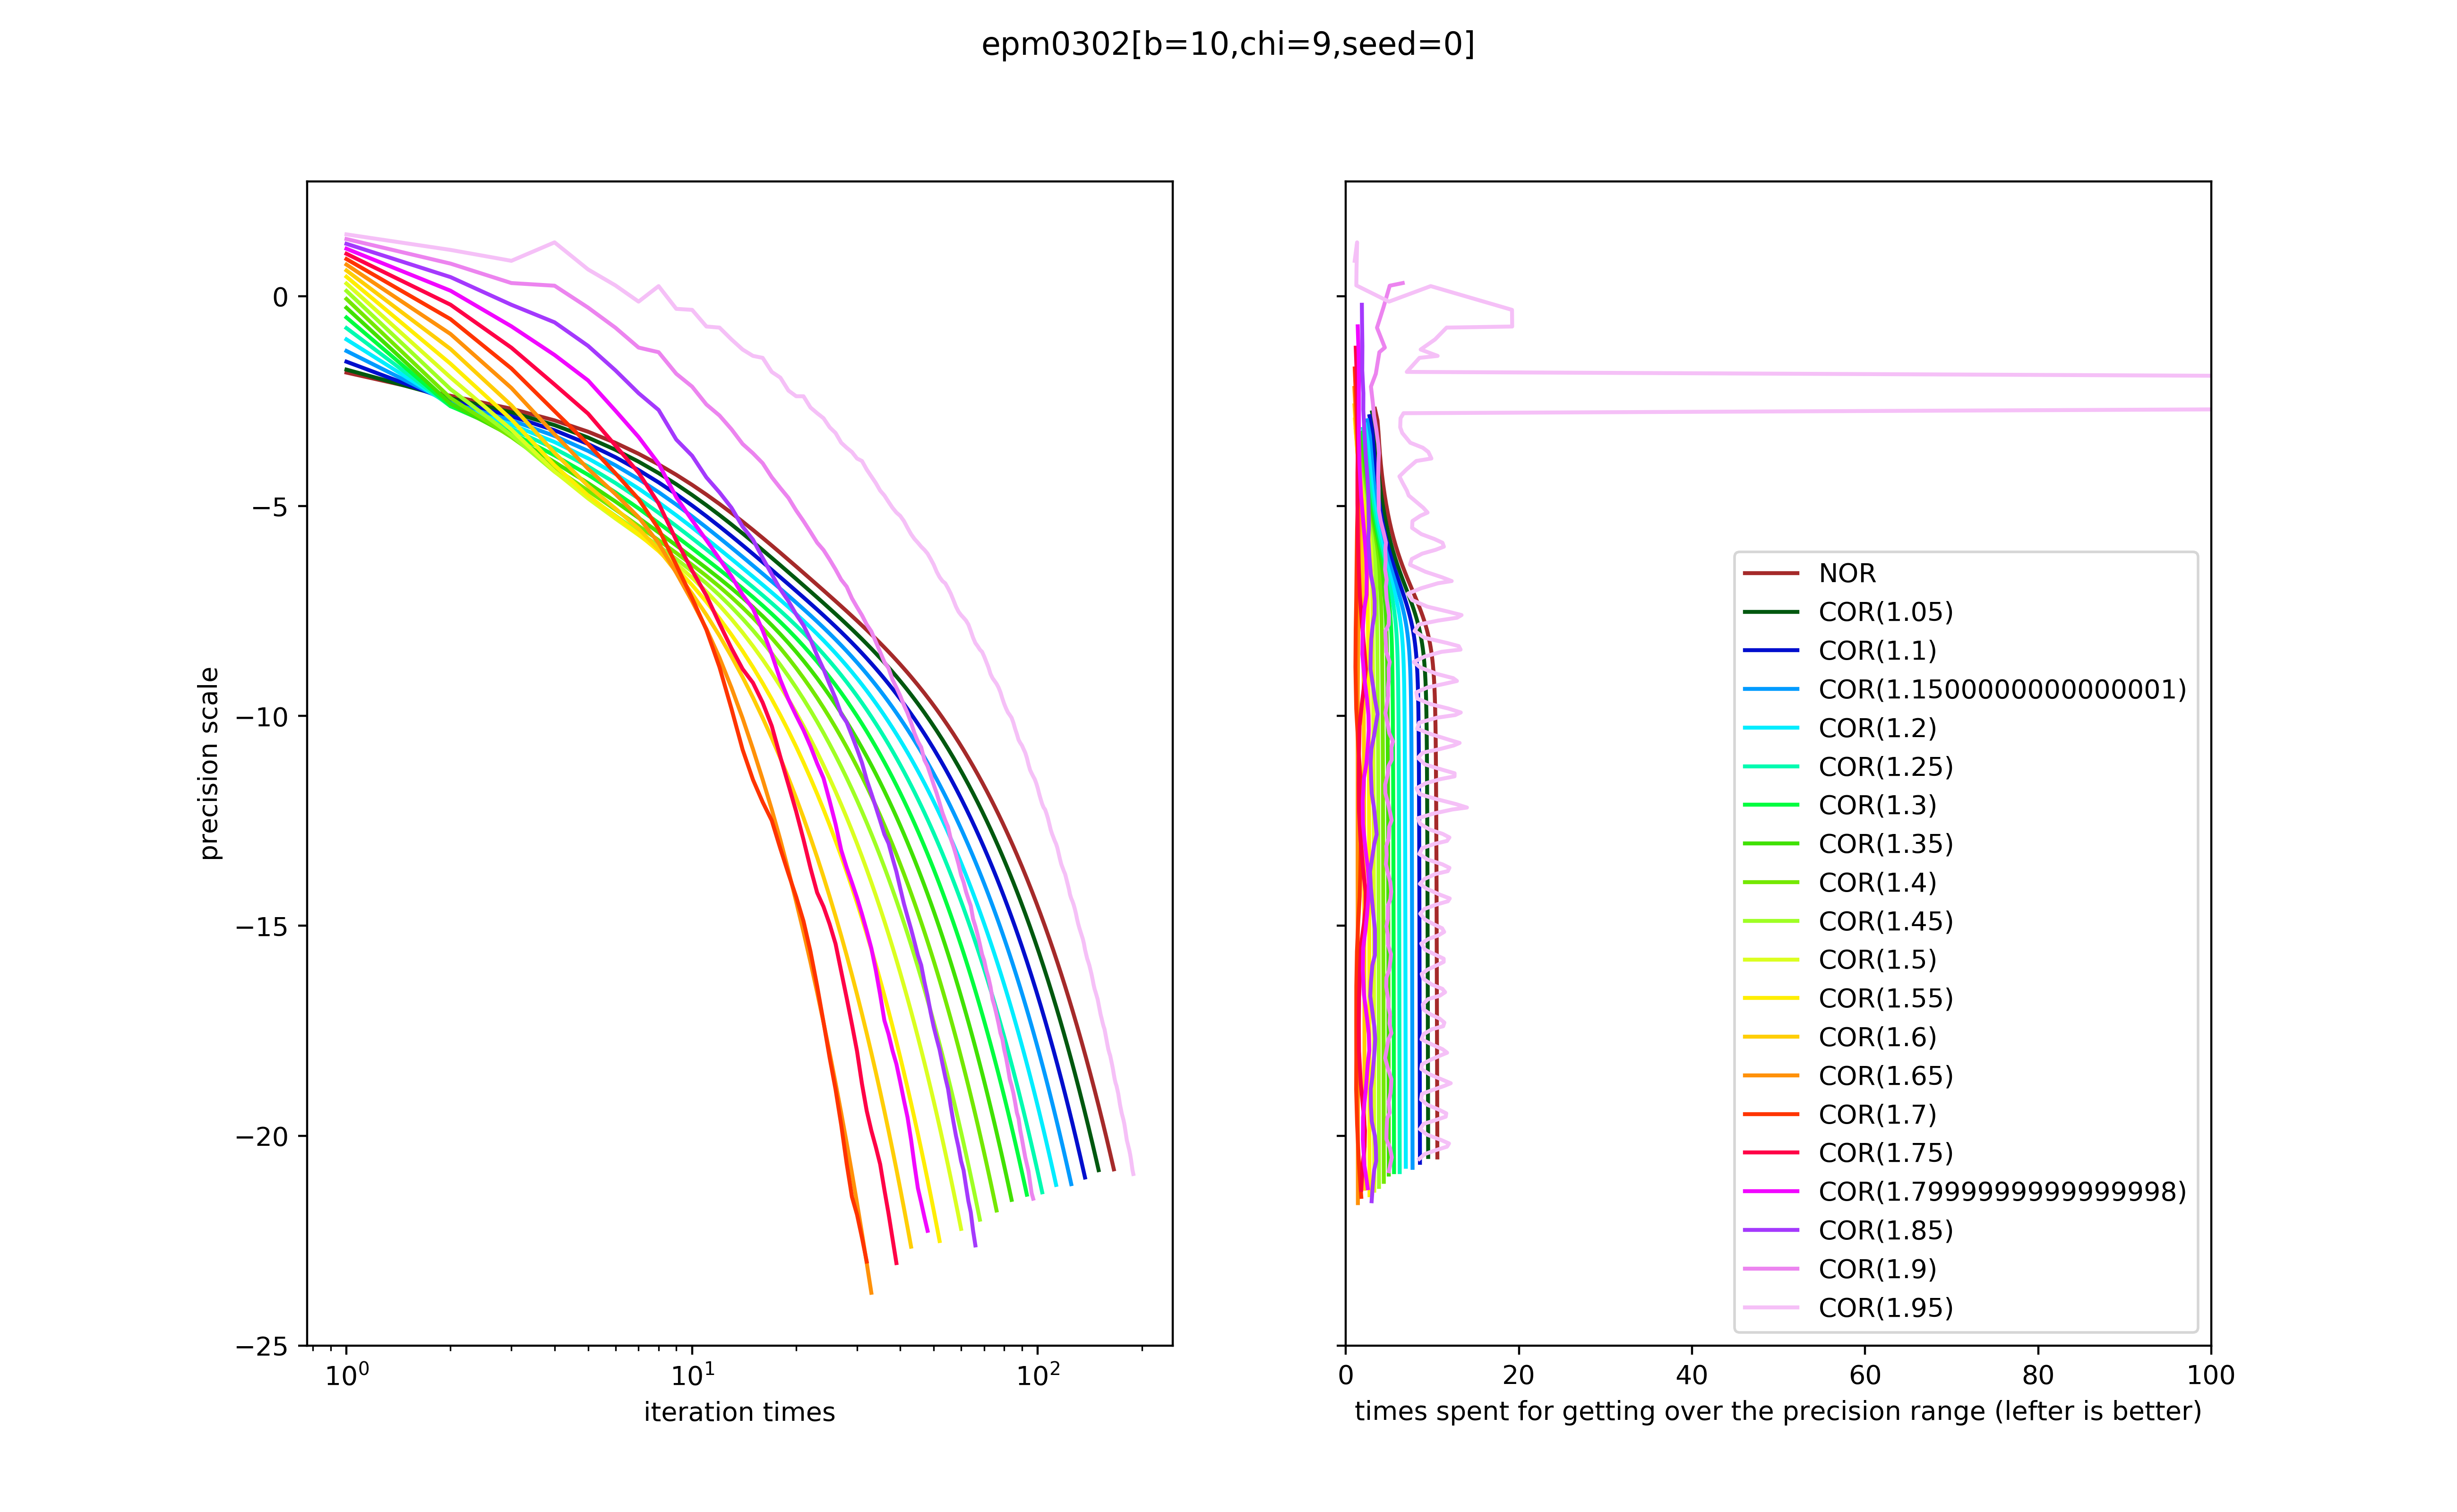 epm0302[b=10,chi=9,seed=0]
precision scale
0
−5
−10
−15
−20
−25
10⁰ 10¹ 10²
iteration times
0 20 40 60 80 100
times spent for getting over the precision range (lefter is better)
NOR
COR(1.05)
COR(1.1)
COR(1.1500000000000001)
COR(1.2)
COR(1.25)
COR(1.3)
COR(1.35)
COR(1.4)
COR(1.45)
COR(1.5)
COR(1.55)
COR(1.6)
COR(1.65)
COR(1.7)
COR(1.75)
COR(1.7999999999999998)
COR(1.85)
COR(1.9)
COR(1.95)